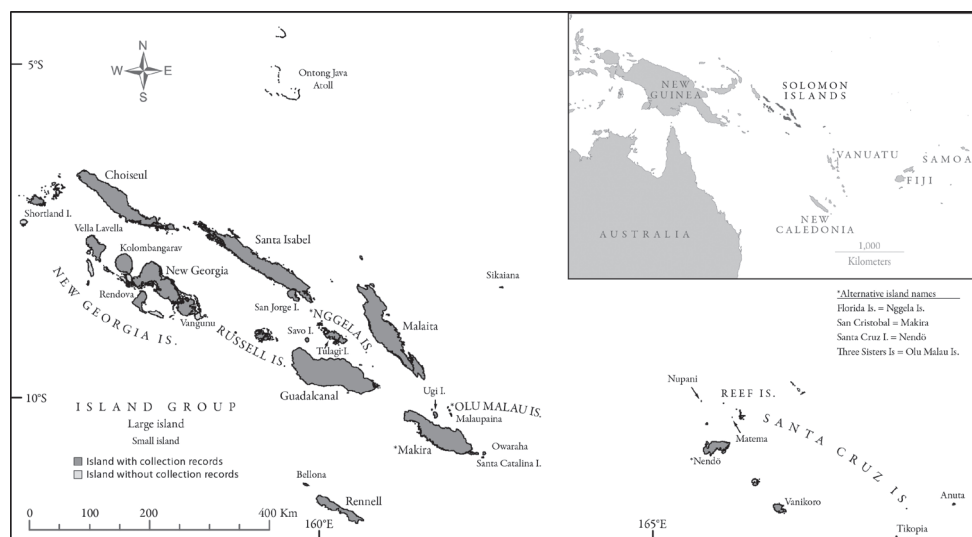 N
W E
S
5°S
Ontong Java
Atoll
Choiseul
Shortland I.
Vella Lavella
Kolombangarav
New Georgia
Rendova
Vangunu
NEW GEORGIA IS.
Santa Isabel
San Jorge I.
*NGGELA IS.
Savo I.
Tulagi I.
RUSSELL IS.
Malaita
Sikaiana
Guadalcanal
10°S
Ugi I.
*OLU MALAU IS.
Malaupaina
*Makira
Owaraha
Santa Catalina I.
Bellona
Rennell
ISLAND GROUP
Large island
Small island
Island with collection records
Island without collection records
0 100 200 400 Km
160°E
165°E
Nupani
REEF IS.
Matema
SANTA CRUZ IS.
*Nendö
Vanikoro
Anuta
Tikopia
NEW
GUINEA
SOLOMON
ISLANDS
VANUATU
SAMOA
FIJI
NEW
CALEDONIA
AUSTRALIA
1,000
Kilometers
*Alternative island names
Florida Is. = Nggela Is.
San Cristobal = Makira
Santa Cruz I. = Nendö
Three Sisters Is = Olu Malau Is.